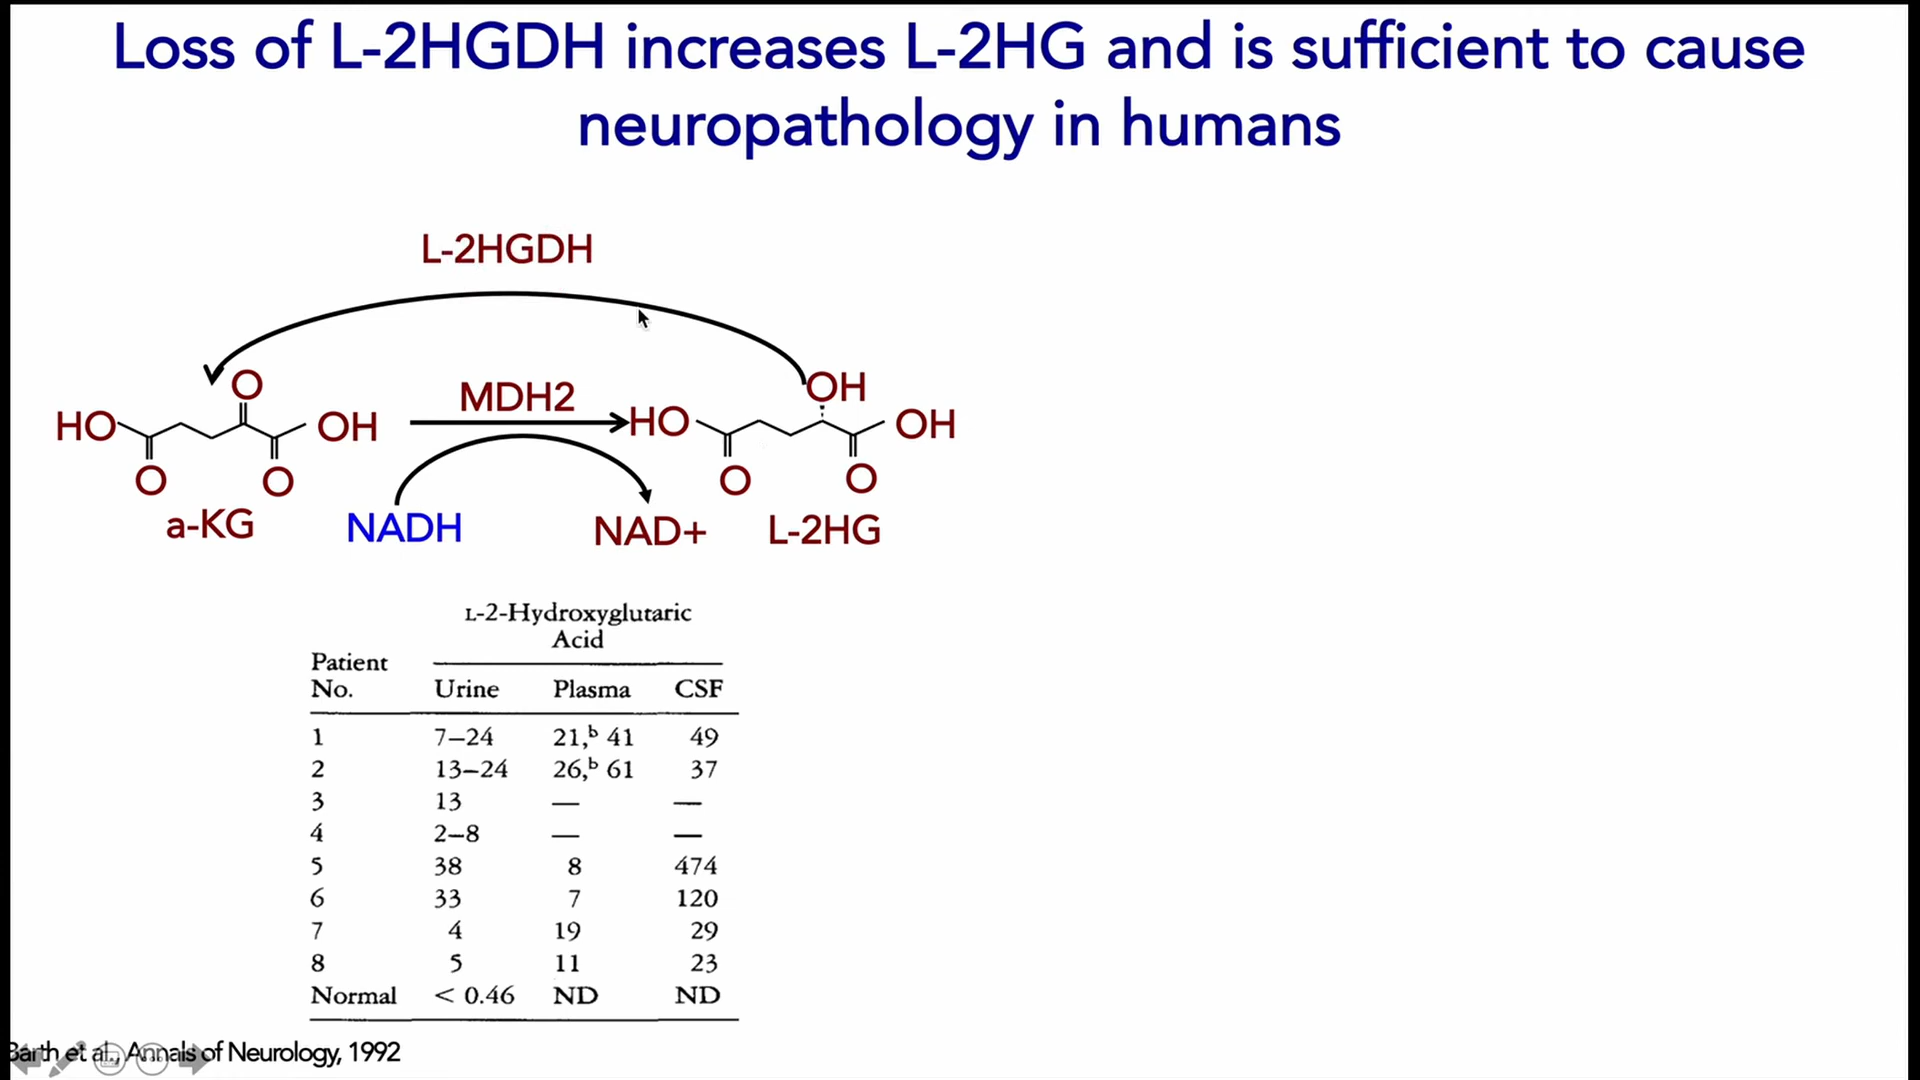 Loss of L-2HGDH increases L-2HG and is sufficient to cause
neuropathology in humans
L-2HGDH
O
OH
HO
OH
MDH2
HO
OH
O
O
O
O
a-KG
NADH
NAD+
L-2HG
L-2-Hydroxyglutaric
Acid
Patient
No.
Urine
Plasma
CSF
1 7–24 21,b 41 49
2 13–24 26,b 61 37
3 13 — —
4 2–8 — —
5 38 8 474
6 33 7 120
7 4 19 29
8 5 11 23
Normal < 0.46 ND ND
Barth et al., Annals of Neurology, 1992